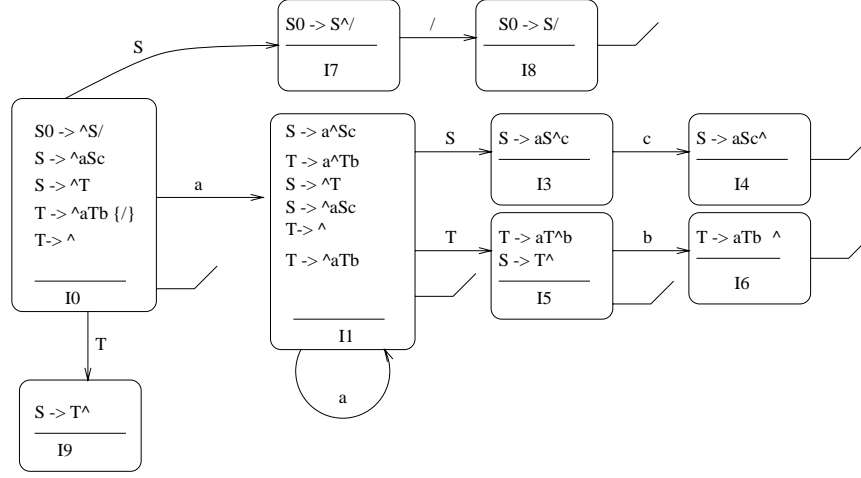 S
S0 -> S^/
I7
/
S0 -> S/
I8
S0 -> ^S/
S -> ^aSc
S -> ^T
T -> ^aTb {/}
T-> ^
I0
a
S -> a^Sc
T -> a^Tb
S -> ^T
S -> ^aSc
T-> ^
T -> ^aTb
I1
a
S
S -> aS^c
I3
c
S -> aSc^
I4
T
T -> aT^b
S -> T^
I5
b
T -> aTb ^
I6
T
S -> T^
I9